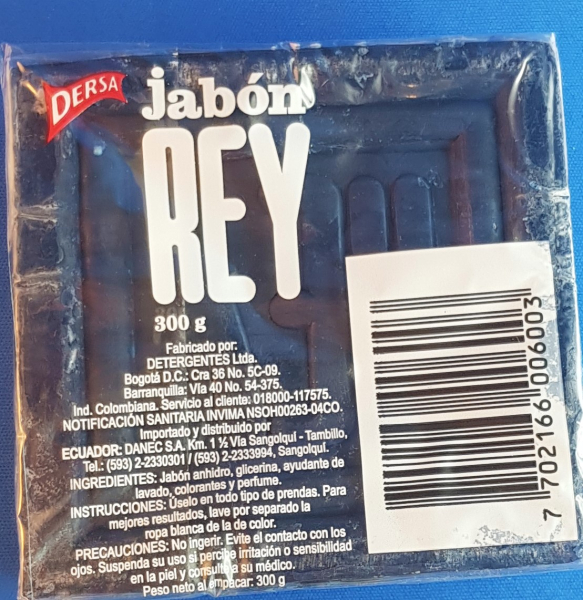 DERSA
jabón
REY
300 g
Fabricado por:
DETERGENTES Ltda.
Bogotá D.C.: Cra 36 No. 5C-09.
Barranquilla: Vía 40 No. 54-375.
Ind. Colombiana. Servicio al cliente: 018000-117575.
NOTIFICACIÓN SANITARIA INVIMA NSOH00263-04CO.
Importado y distribuido por
ECUADOR: DANEC S.A. Km. 1 ½ Vía Sangolquí - Tambillo,
Tel.: (593) 2-2330301 / (593) 2-2333994, Sangolquí.
INGREDIENTES: Jabón anhidro, glicerina, ayudante de
lavado, colorantes y perfume.
INSTRUCCIONES: Úselo en todo tipo de prendas. Para
mejores resultados, lave por separado la
ropa blanca de la de color.
PRECAUCIONES: No ingerir. Evite el contacto con los
ojos. Suspenda su uso si percibe irritación o sensibilidad
en la piel y consulte a su médico.
Peso neto al empacar: 300 g
7 702166 006003